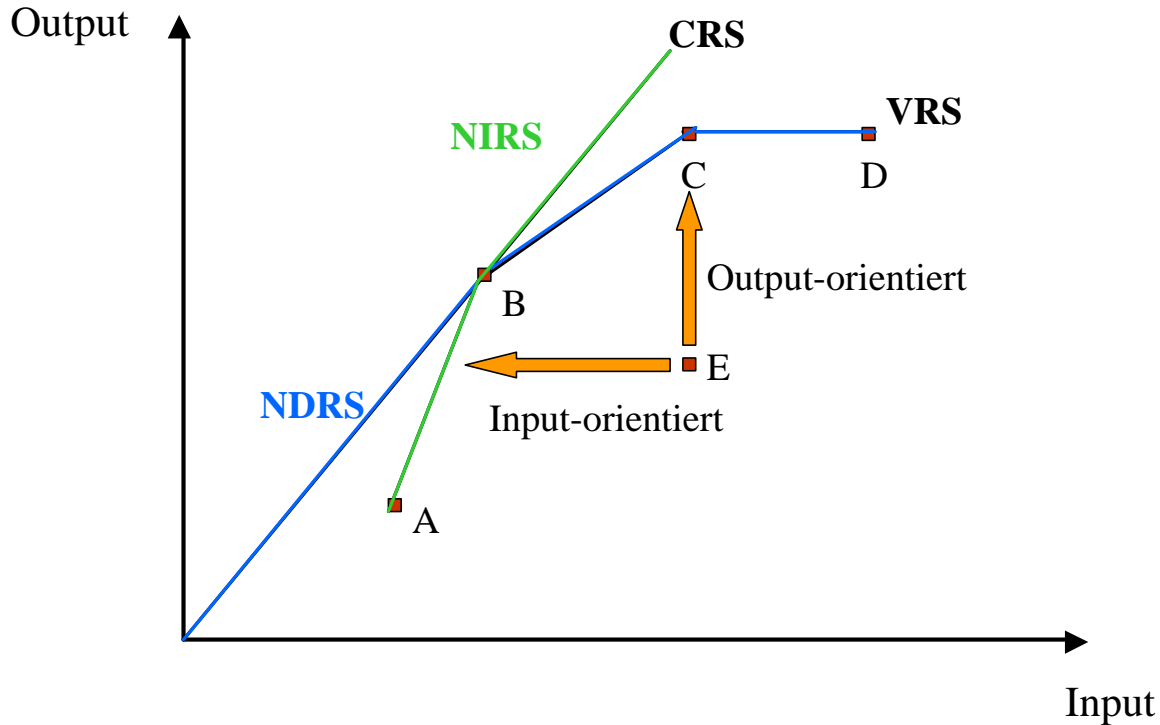 Output
CRS
VRS
NIRS
C
D
Output-orientiert
B
E
NDRS
Input-orientiert
A
Input